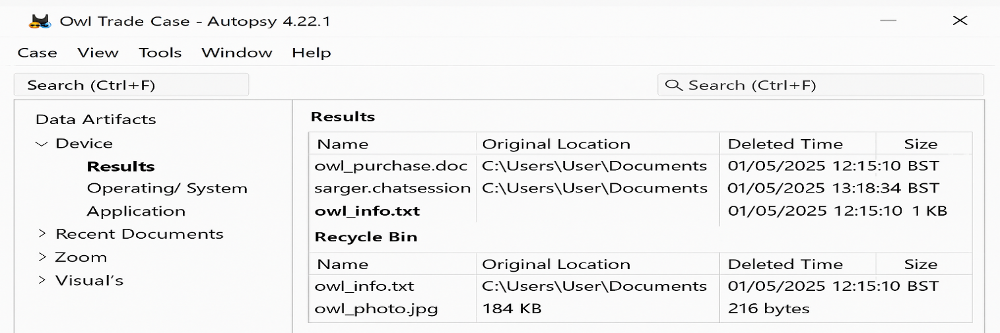 Owl Trade Case - Autopsy 4.22.1
Case View Tools Window Help
Search (Ctrl+F) Search (Ctrl+F)
Data Artifacts
Device
Results
Operating/ System
Application
Recent Documents
Zoom
Visual's
Results
Name Original Location Deleted Time Size
owl_purchase.doc C:\Users\User\Documents 01/05/2025 12:15:10 BST
sarger.chatsession C:\Users\User\Documents 01/05/2025 13:18:34 BST
owl_info.txt 01/05/2025 12:15:10 1 KB
Recycle Bin
Name Original Location Deleted Time Size
owl_info.txt C:\Users\User\Documents 01/05/2025 12:15:10 BST
owl_photo.jpg 184 KB 216 bytes